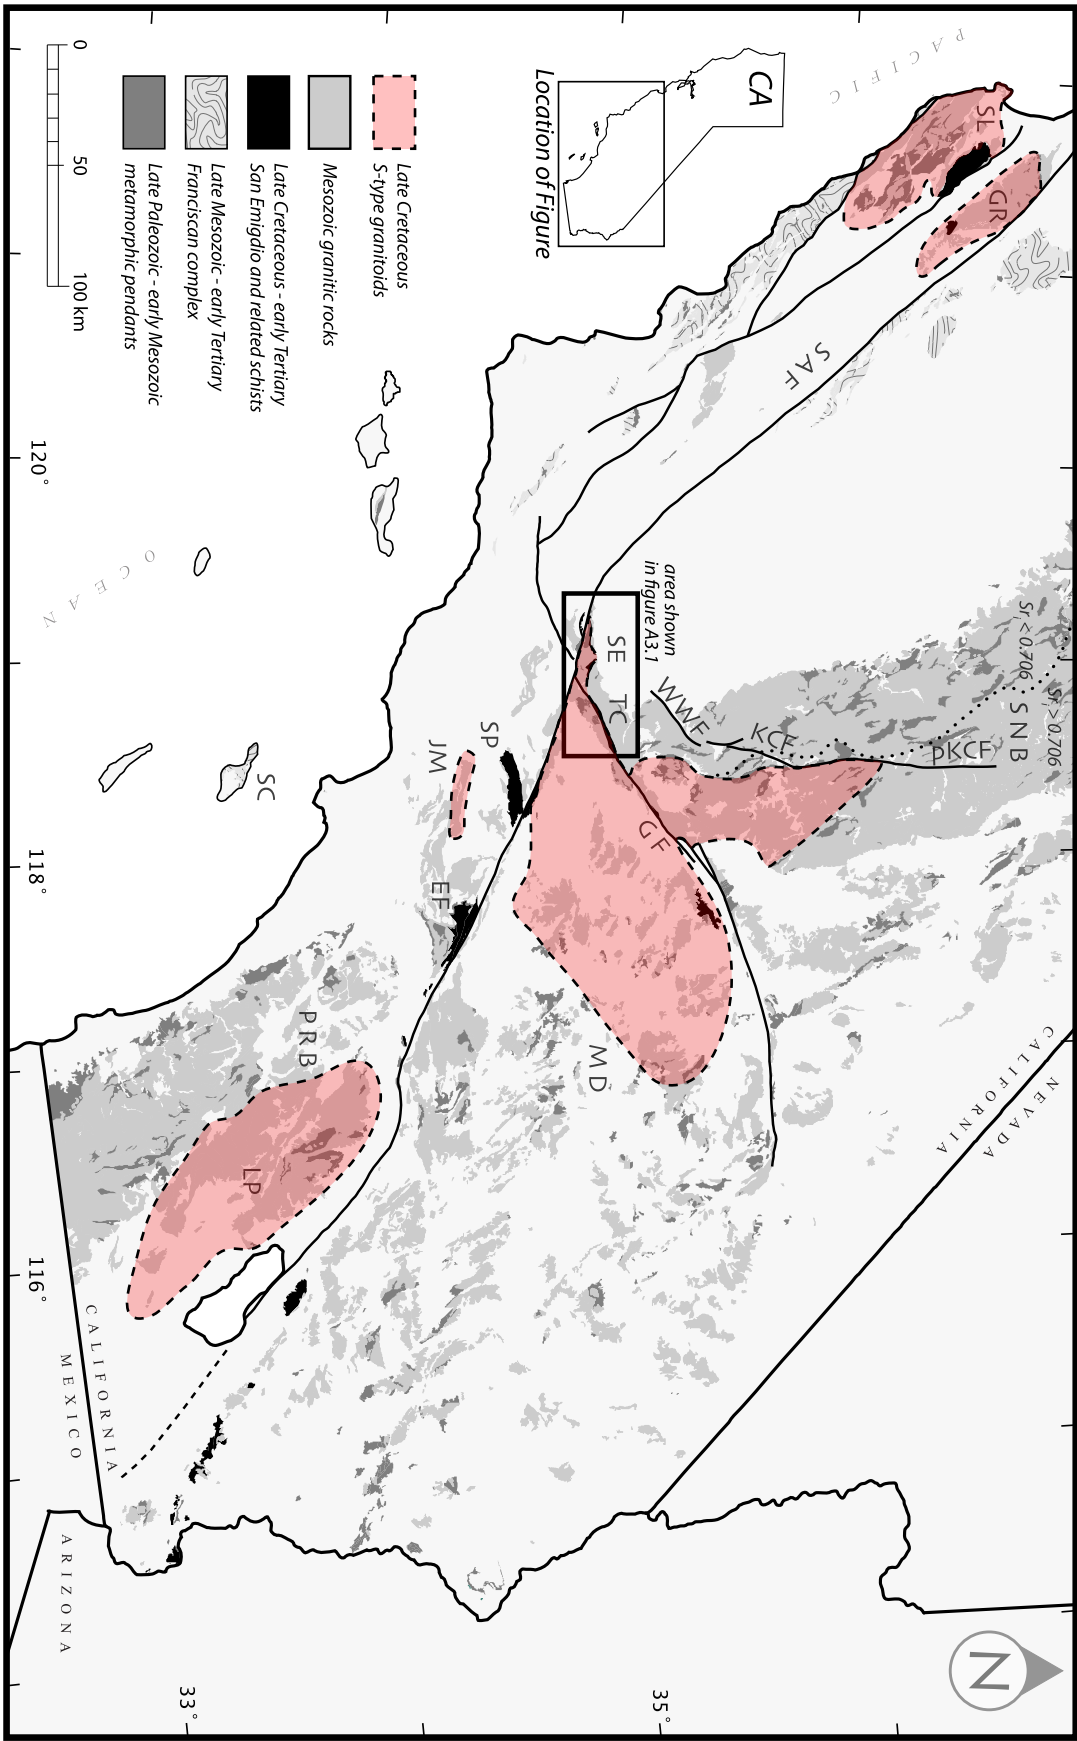 PACIFIC
OCEAN
CA
Location of Figure
Late Cretaceous
S-type granitoids
Mesozoic granitic rocks
Late Cretaceous - early Tertiary
San Emigdio and related schists
Late Mesozoic - early Tertiary
Franciscan complex
Late Paleozoic - early Mesozoic
metamorphic pendants
0
50
100 km
SL
GR
SAF
area shown
in figure A3.1
SE
TC
WWF
KCF
pKCF
SNB
Sri < 0.706
Sri > 0.706
GF
SP
JM
SC
EF
MD
PRB
LP
NEVADA
CALIFORNIA
CALIFORNIA
MEXICO
ARIZONA
120°
118°
116°
35°
33°
N